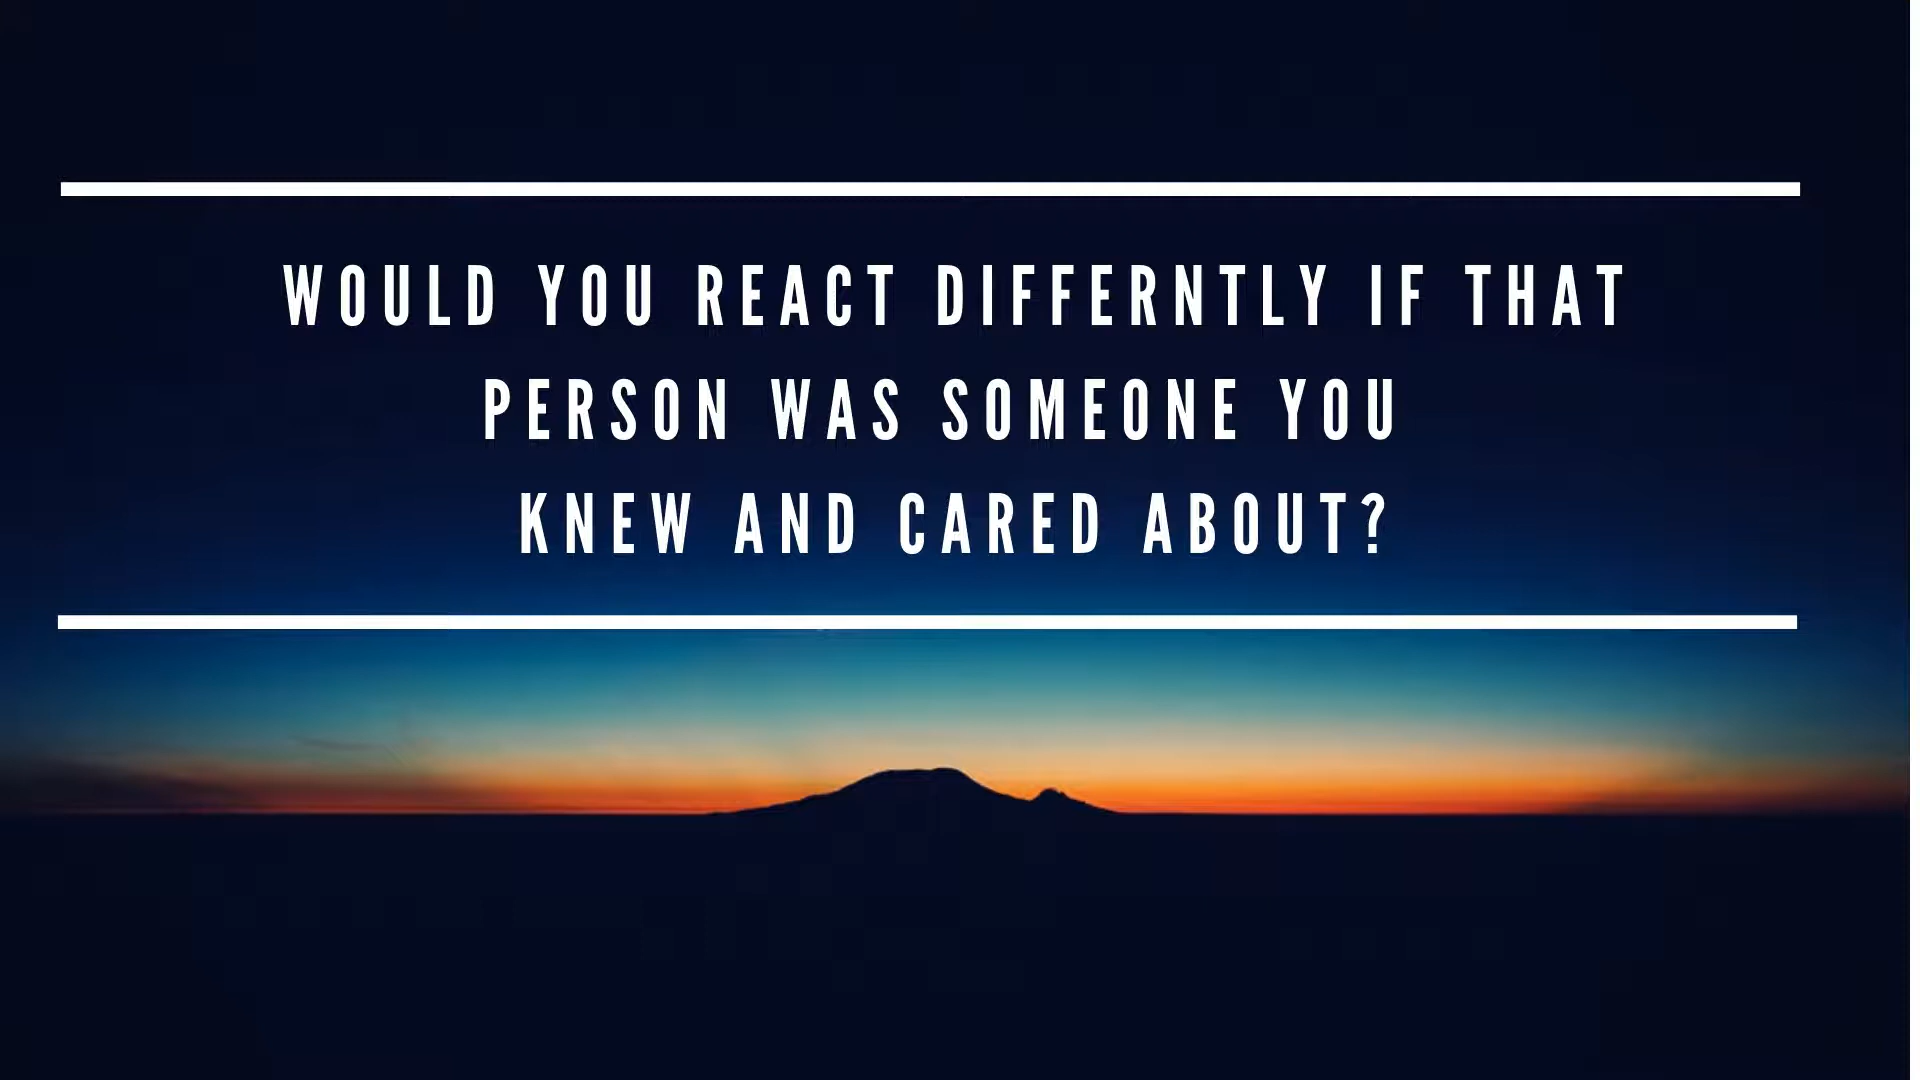 WOULD YOU REACT DIFFERNTLY IF THAT
PERSON WAS SOMEONE YOU
KNEW AND CARED ABOUT?